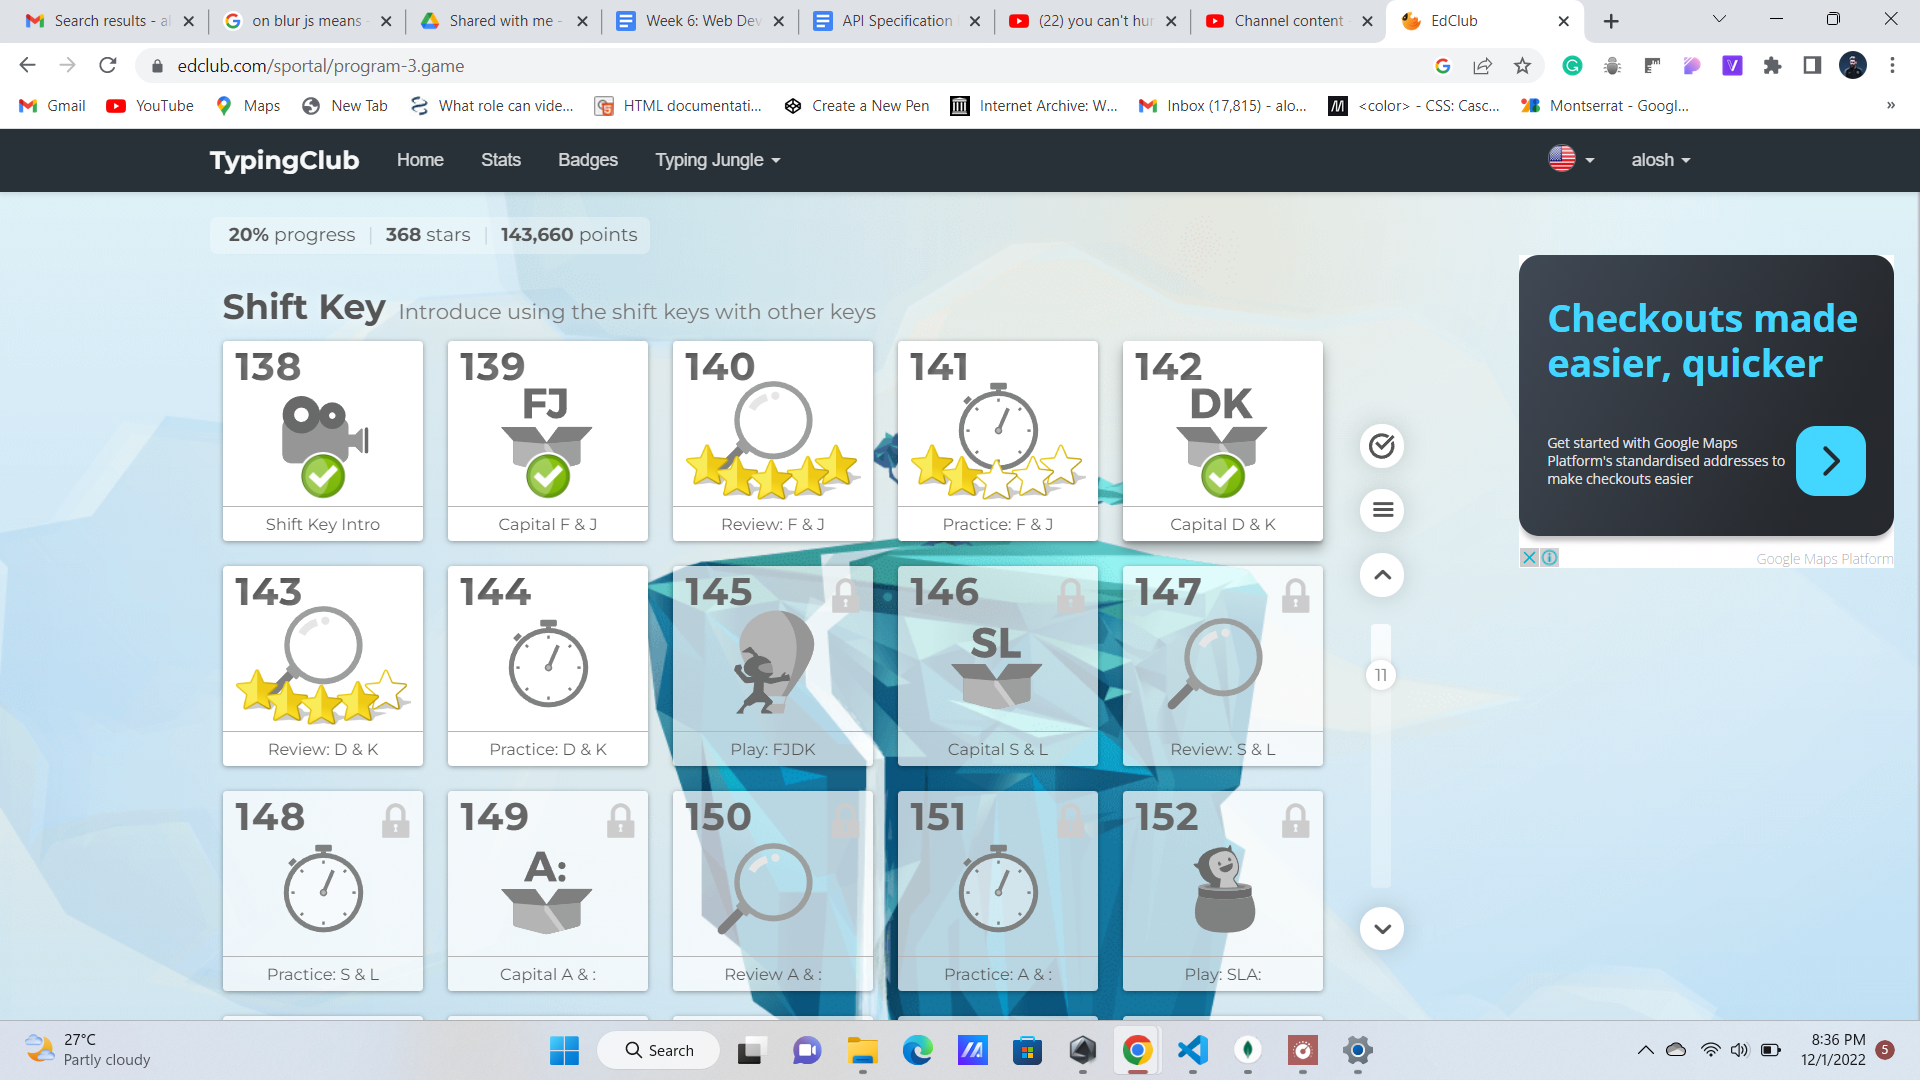 Search results - al
on blur js means -
Shared with me -
Week 6: Web Dev
API Specification
(22) you can't hur
Channel content -
EdClub
edclub.com/sportal/program-3.game
Gmail
YouTube
Maps
New Tab
What role can vide...
HTML documentati...
Create a New Pen
Internet Archive: W...
Inbox (17,815) - alo...
<color> - CSS: Casc...
Montserrat - Googl...
»
TypingClub
Home
Stats
Badges
Typing Jungle
alosh
20% progress
368 stars
143,660 points
Shift Key Introduce using the shift keys with other keys
138
Shift Key Intro
139
FJ
Capital F & J
140
Review: F & J
141
Practice: F & J
142
DK
Capital D & K
143
Review: D & K
144
Practice: D & K
145
Play: FJDK
146
SL
Capital S & L
147
Review: S & L
148
Practice: S & L
149
A:
Capital A & :
150
Review A & :
151
Practice: A & :
152
Play: SLA:
11
Checkouts made
easier, quicker
Get started with Google Maps
Platform's standardised addresses to
make checkouts easier
Google Maps Platform
27°C
Partly cloudy
Search
8:36 PM
12/1/2022
5